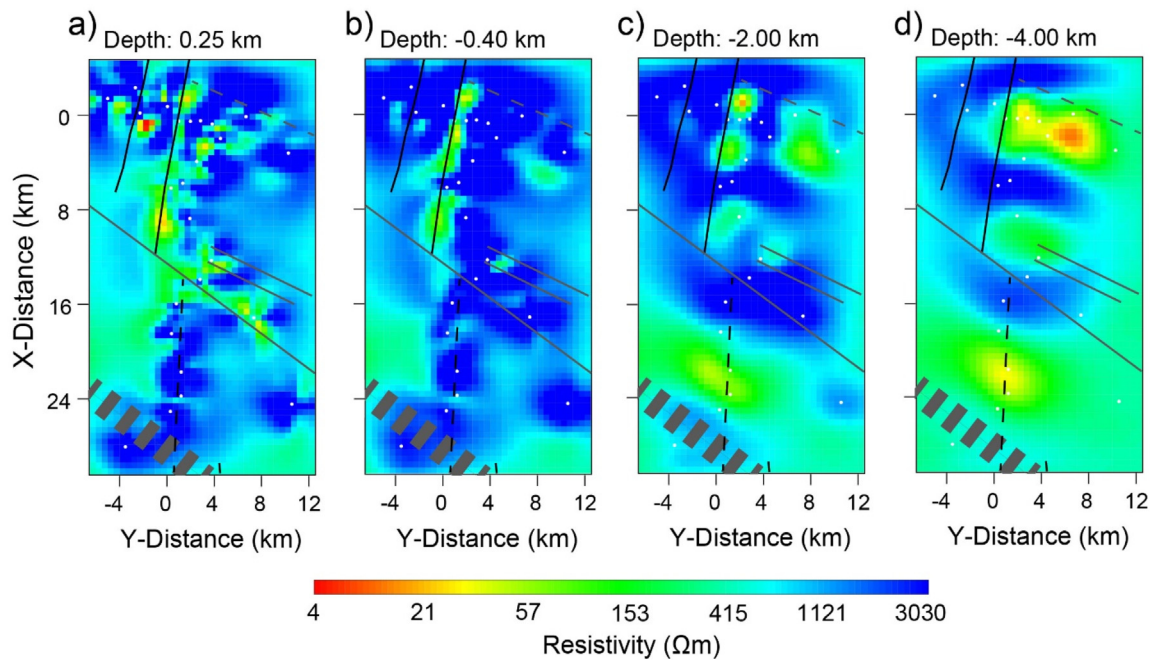 a) Depth: 0.25 km
b) Depth: -0.40 km
c) Depth: -2.00 km
d) Depth: -4.00 km
X-Distance (km)
0
8
16
24
-4 0 4 8 12
-4 0 4 8 12
-4 0 4 8 12
-4 0 4 8 12
Y-Distance (km)
Y-Distance (km)
Y-Distance (km)
Y-Distance (km)
4 21 57 153 415 1121 3030
Resistivity (Ωm)